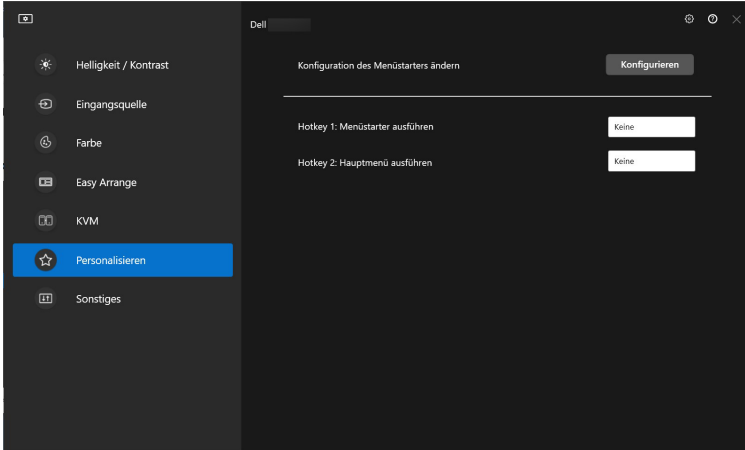 Dell
Helligkeit / Kontrast
Eingangsquelle
Farbe
Easy Arrange
KVM
Personalisieren
Sonstiges
Konfiguration des Menüstarters ändern
Konfigurieren
Hotkey 1: Menüstarter ausführen
Keine
Hotkey 2: Hauptmenü ausführen
Keine